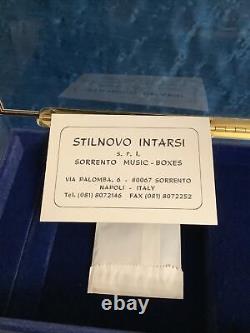 STILNOVO INTARSI
s. r. l.
SORRENTO MUSIC - BOXES
VIA PALOMBA, 6 - 80067 SORRENTO
NAPOLI - ITALY
Tel. (081) 8072146 FAX (081) 8072252